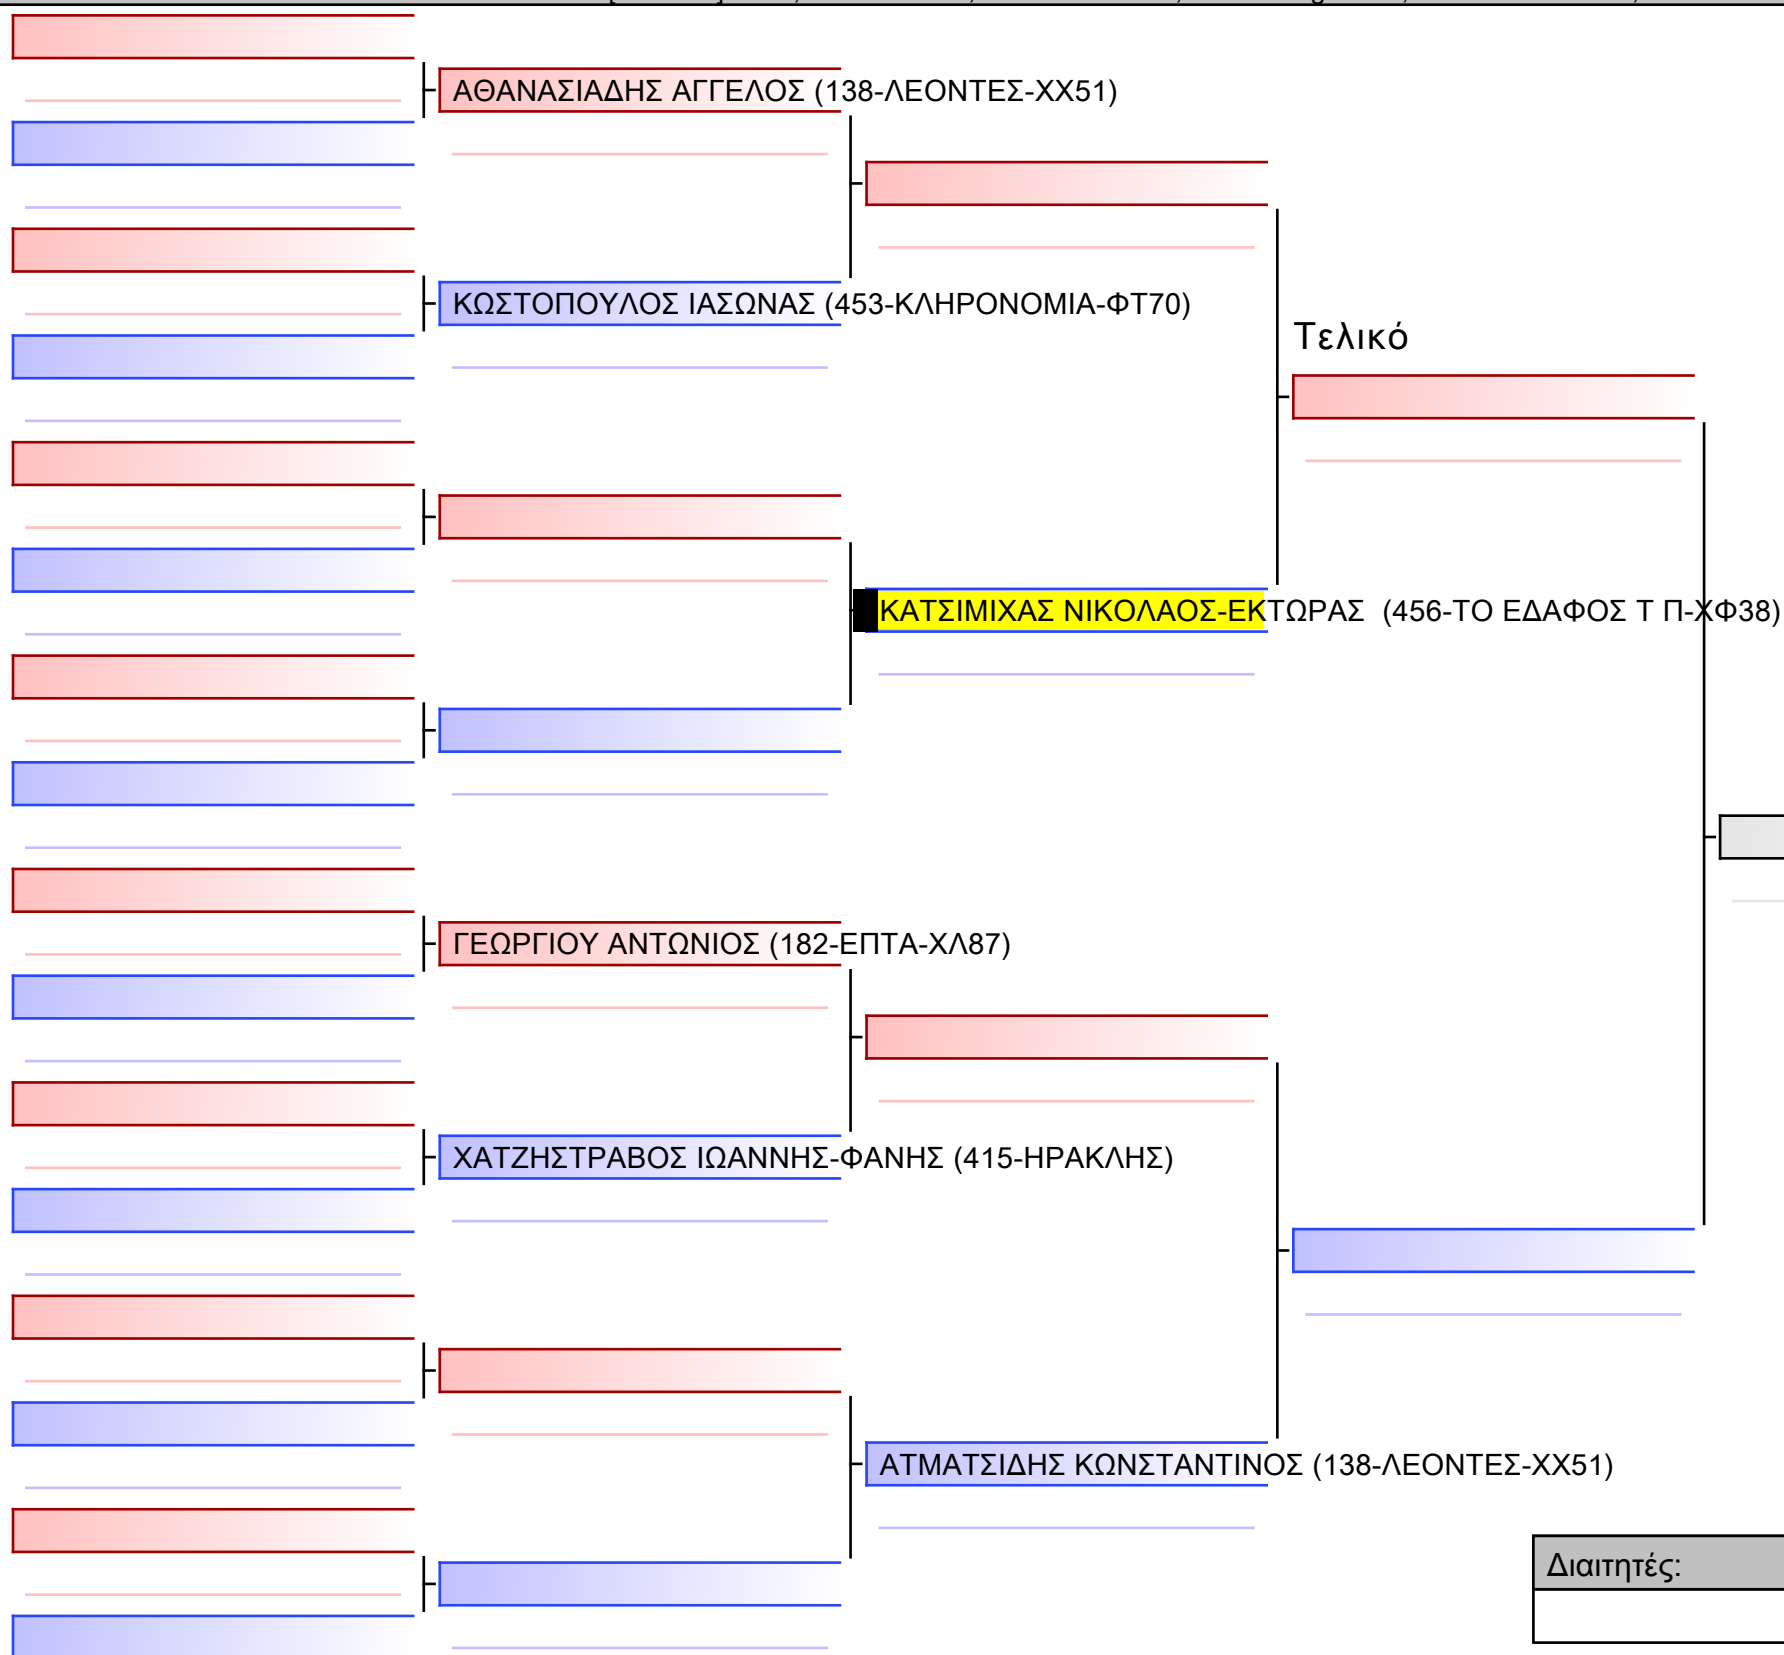 ΑΘΑΝΑΣΙΑΔΗΣ ΑΓΓΕΛΟΣ (138-ΛΕΟΝΤΕΣ-ΧΧ51)
ΚΩΣΤΟΠΟΥΛΟΣ ΙΑΣΩΝΑΣ (453-ΚΛΗΡΟΝΟΜΙΑ-ΦΤ70)
Τελικό
ΚΑΤΣΙΜΙΧΑΣ ΝΙΚΟΛΑΟΣ-ΕΚΤΩΡΑΣ (456-ΤΟ ΕΔΑΦΟΣ Τ Π-ΧΦ38)
ΓΕΩΡΓΙΟΥ ΑΝΤΩΝΙΟΣ (182-ΕΠΤΑ-ΧΛ87)
ΧΑΤΖΗΣΤΡΑΒΟΣ ΙΩΑΝΝΗΣ-ΦΑΝΗΣ (415-ΗΡΑΚΛΗΣ)
ΑΤΜΑΤΣΙΔΗΣ ΚΩΝΣΤΑΝΤΙΝΟΣ (138-ΛΕΟΝΤΕΣ-ΧΧ51)
Διαιτητές: